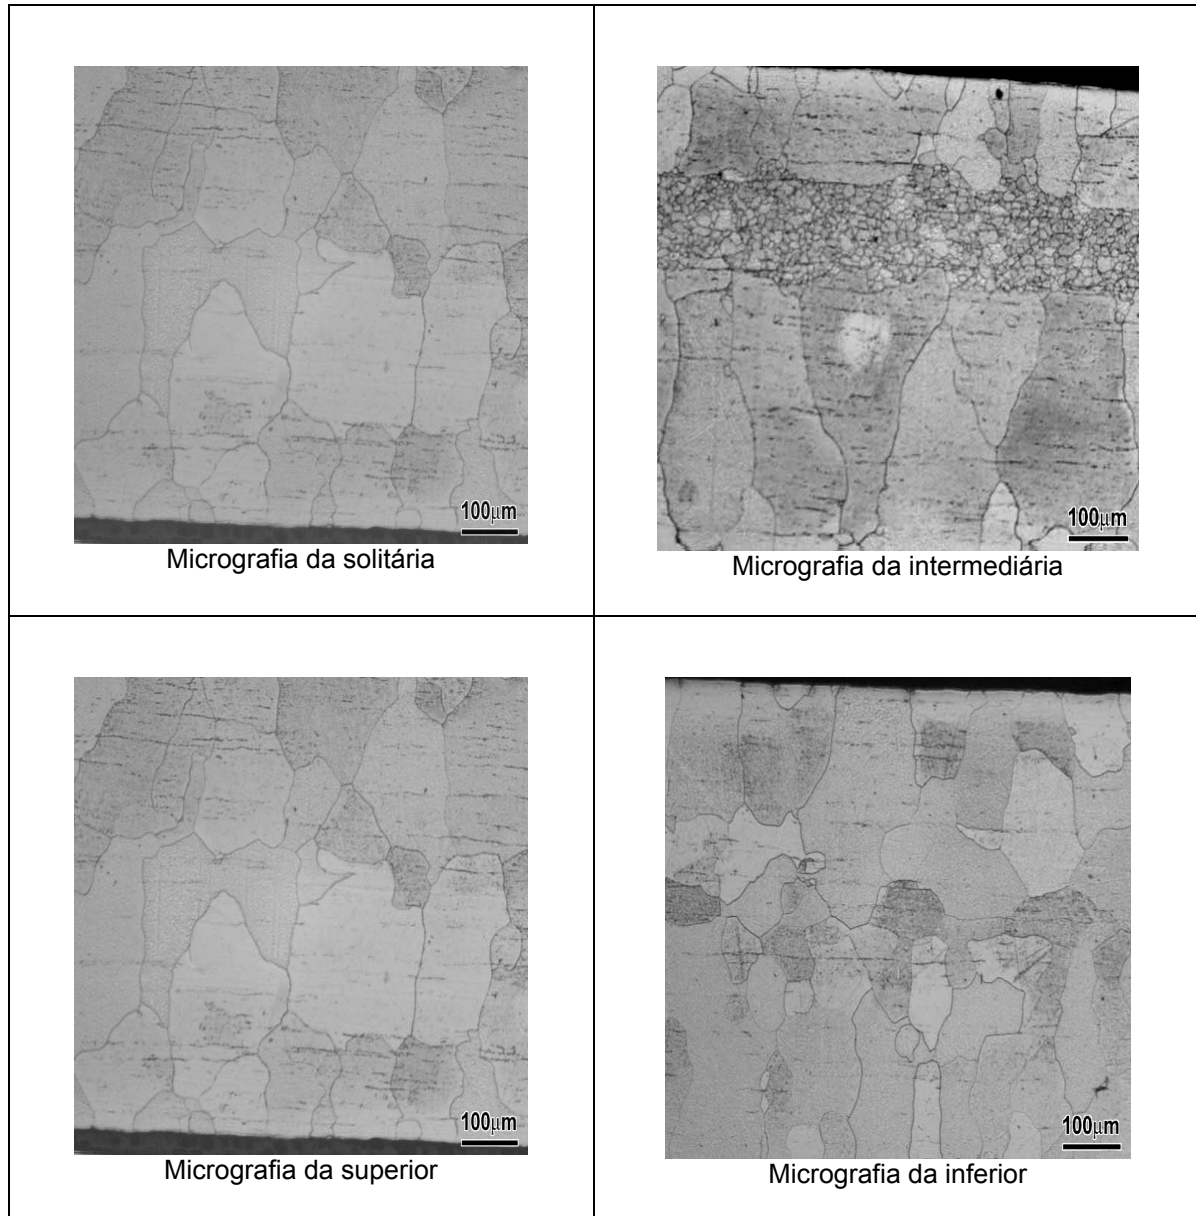 100μm
Micrografia da solitária
100μm
Micrografia da intermediária
100μm
Micrografia da superior
100μm
Micrografia da inferior